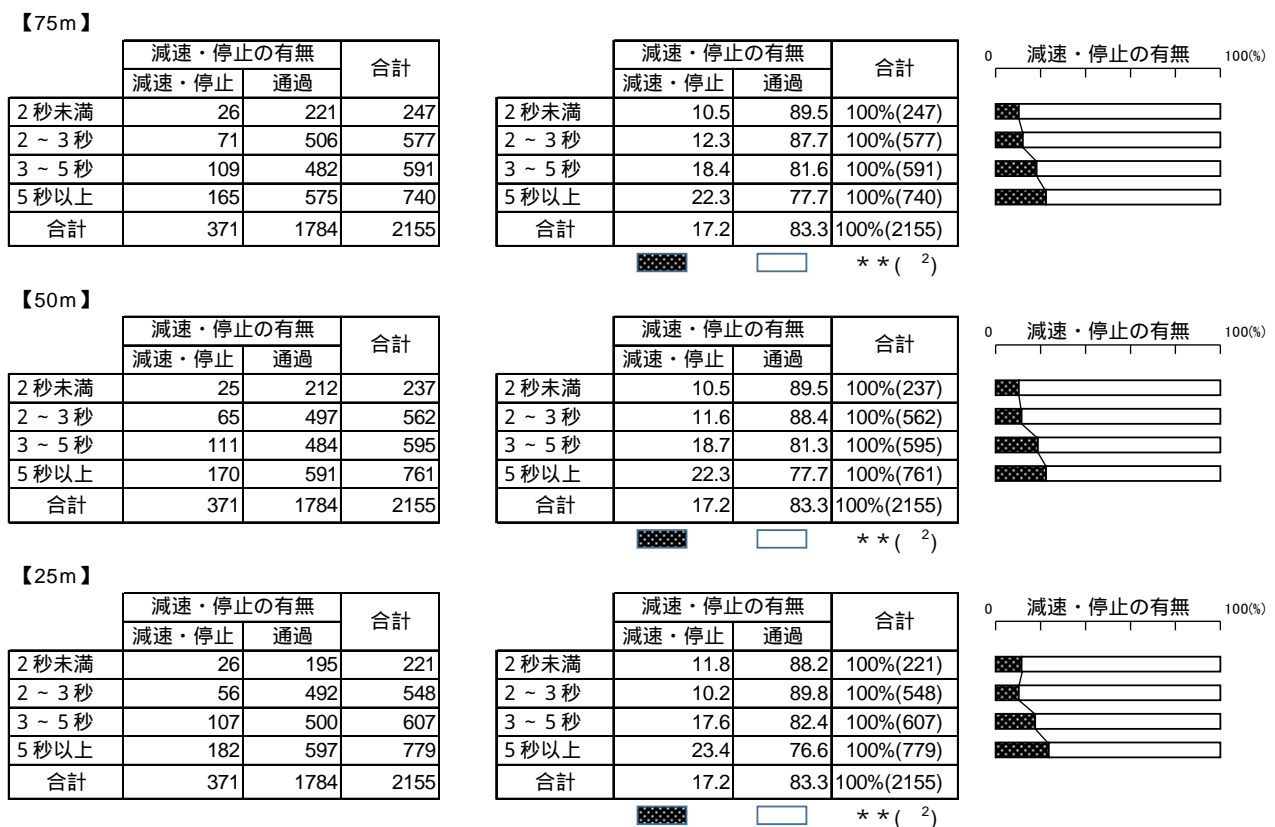 【75m】
減速・停止の有無 合計
減速・停止 通過
2秒未満 26 221 247
2～3秒 71 506 577
3～5秒 109 482 591
5秒以上 165 575 740
合計 371 1784 2155
減速・停止の有無 合計
減速・停止 通過
2秒未満 10.5 89.5 100%(247)
2～3秒 12.3 87.7 100%(577)
3～5秒 18.4 81.6 100%(591)
5秒以上 22.3 77.7 100%(740)
合計 17.2 83.3 100%(2155)
＊＊( 2)
0 減速・停止の有無 100(%)
【50m】
減速・停止の有無 合計
減速・停止 通過
2秒未満 25 212 237
2～3秒 65 497 562
3～5秒 111 484 595
5秒以上 170 591 761
合計 371 1784 2155
減速・停止の有無 合計
減速・停止 通過
2秒未満 10.5 89.5 100%(237)
2～3秒 11.6 88.4 100%(562)
3～5秒 18.7 81.3 100%(595)
5秒以上 22.3 77.7 100%(761)
合計 17.2 83.3 100%(2155)
＊＊( 2)
0 減速・停止の有無 100(%)
【25m】
減速・停止の有無 合計
減速・停止 通過
2秒未満 26 195 221
2～3秒 56 492 548
3～5秒 107 500 607
5秒以上 182 597 779
合計 371 1784 2155
減速・停止の有無 合計
減速・停止 通過
2秒未満 11.8 88.2 100%(221)
2～3秒 10.2 89.8 100%(548)
3～5秒 17.6 82.4 100%(607)
5秒以上 23.4 76.6 100%(779)
合計 17.2 83.3 100%(2155)
＊＊( 2)
0 減速・停止の有無 100(%)